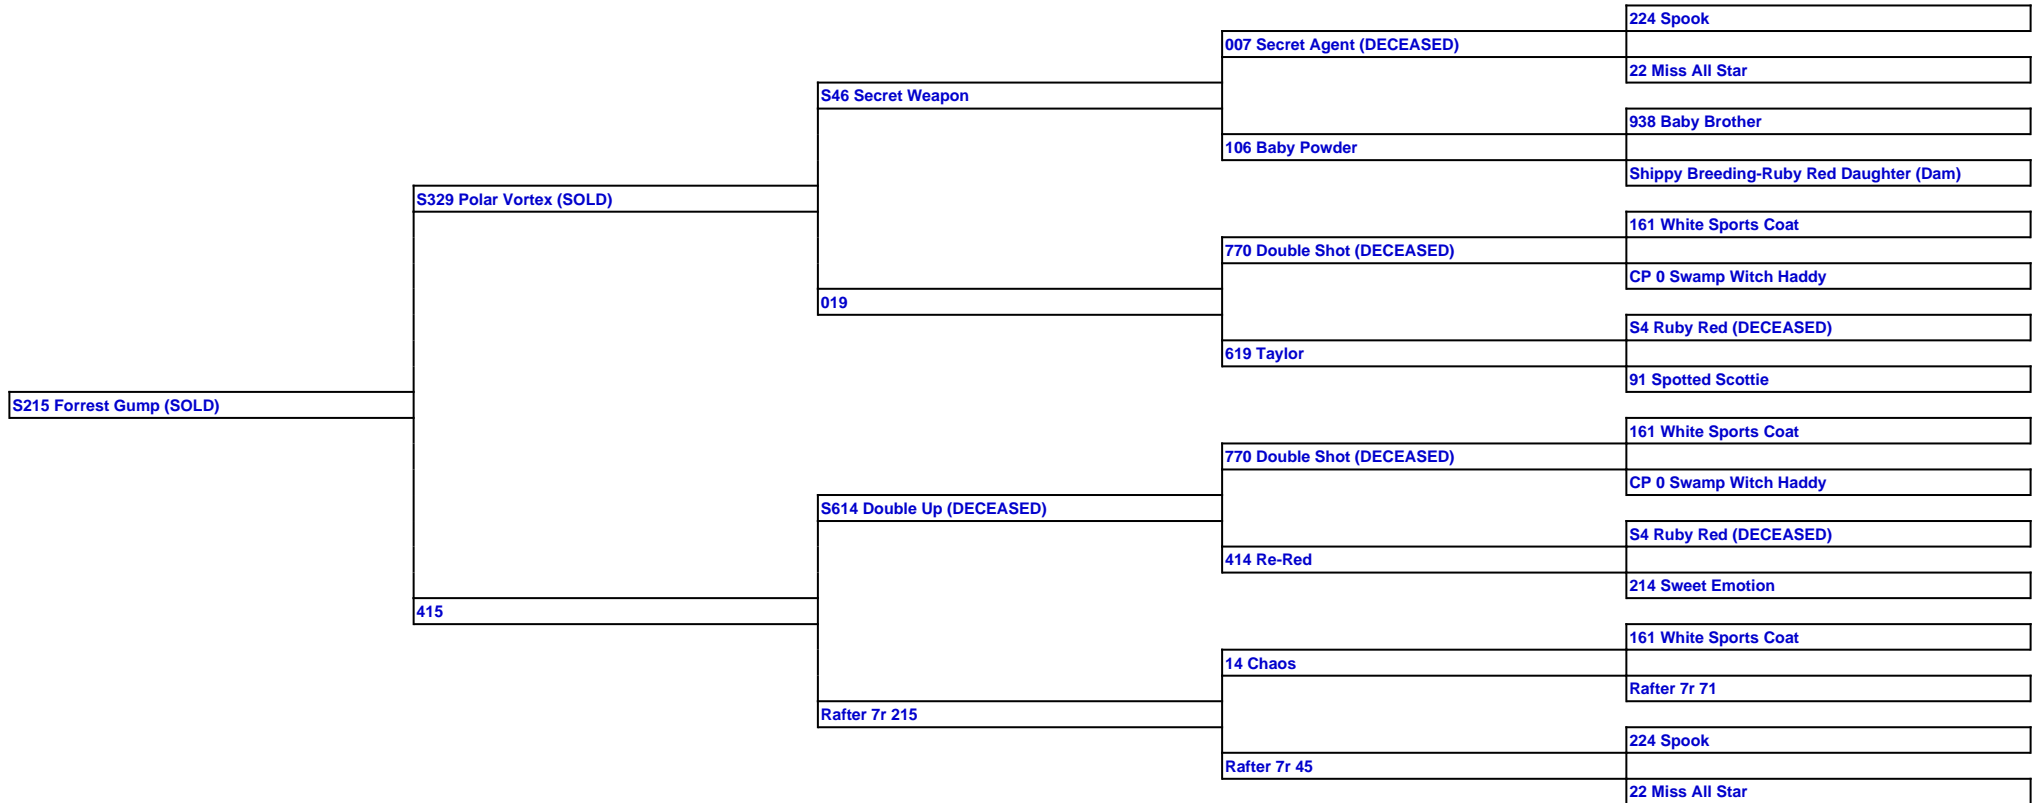 224 Spook
007 Secret Agent (DECEASED)
22 Miss All Star
S46 Secret Weapon
938 Baby Brother
106 Baby Powder
Shippy Breeding-Ruby Red Daughter (Dam)
S329 Polar Vortex (SOLD)
161 White Sports Coat
770 Double Shot (DECEASED)
CP 0 Swamp Witch Haddy
019
S4 Ruby Red (DECEASED)
619 Taylor
91 Spotted Scottie
S215 Forrest Gump (SOLD)
161 White Sports Coat
770 Double Shot (DECEASED)
CP 0 Swamp Witch Haddy
S614 Double Up (DECEASED)
S4 Ruby Red (DECEASED)
414 Re-Red
214 Sweet Emotion
415
161 White Sports Coat
14 Chaos
Rafter 7r 71
Rafter 7r 215
224 Spook
Rafter 7r 45
22 Miss All Star